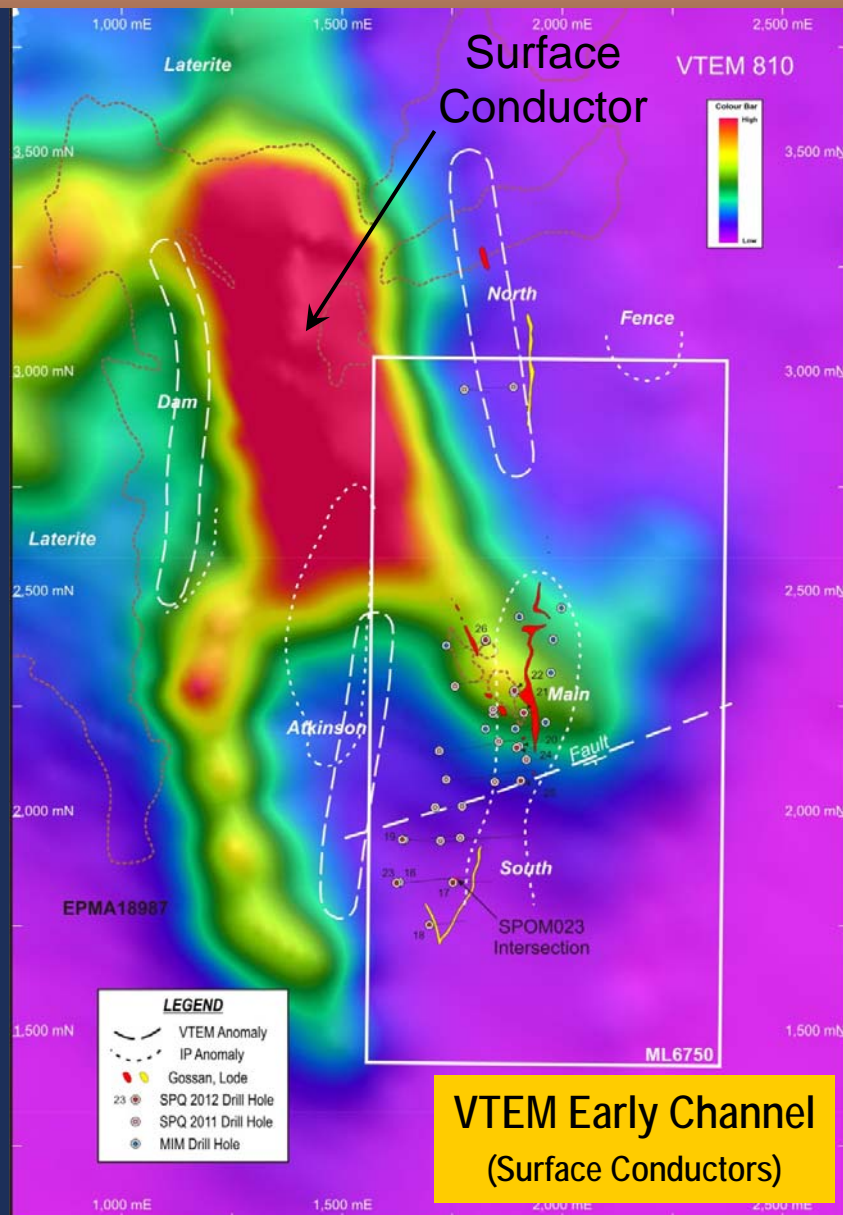 1,000 mE
1,500 mE
2,000 mE
2,500 mE
Laterite
Surface
Conductor
VTEM 810
Colour Bar
High
Low
3,500 mN
3,500 mN
North
Fence
3,000 mN
3,000 mN
Dam
Laterite
2,500 mN
2,500 mN
26
22
21
Main
Atkinson
20
Fault
24
25
2,000 mN
2,000 mN
19
South
23 16
17
EPMA18987
SPOM023
Intersection
18
LEGEND
VTEM Anomaly
IP Anomaly
Gossan, Lode
23 SPQ 2012 Drill Hole
SPQ 2011 Drill Hole
MIM Drill Hole
1,500 mN
1,500 mN
ML6750
VTEM Early Channel
(Surface Conductors)
1,000 mE
1,500 mE
2,000 mE
2,500 mE